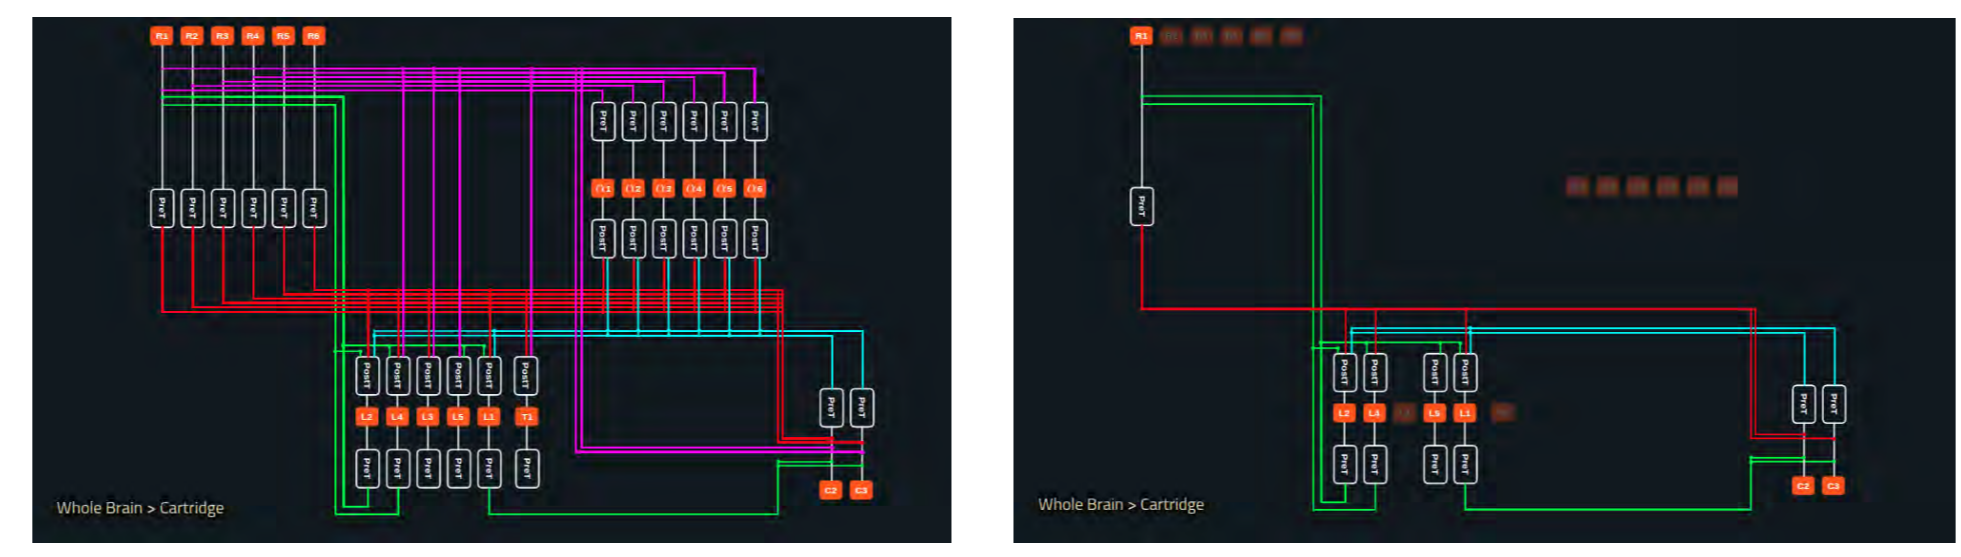 R1 R2 R3 R4 R5 R6
PreT PreT PreT PreT PreT PreT
PreT PreT PreT PreT PreT PreT
PostT PostT PostT PostT PostT PostT
PostT PostT PostT PostT PostT PostT
L2 L4 L3 L5 L1 T1
PreT PreT PreT PreT PreT PreT
PreT PreT
C2 C3
Whole Brain > Cartridge
R1
PreT
PostT PostT PostT PostT
L2 L4 L5 L1
PreT PreT PreT PreT
PreT PreT
C2 C3
Whole Brain > Cartridge